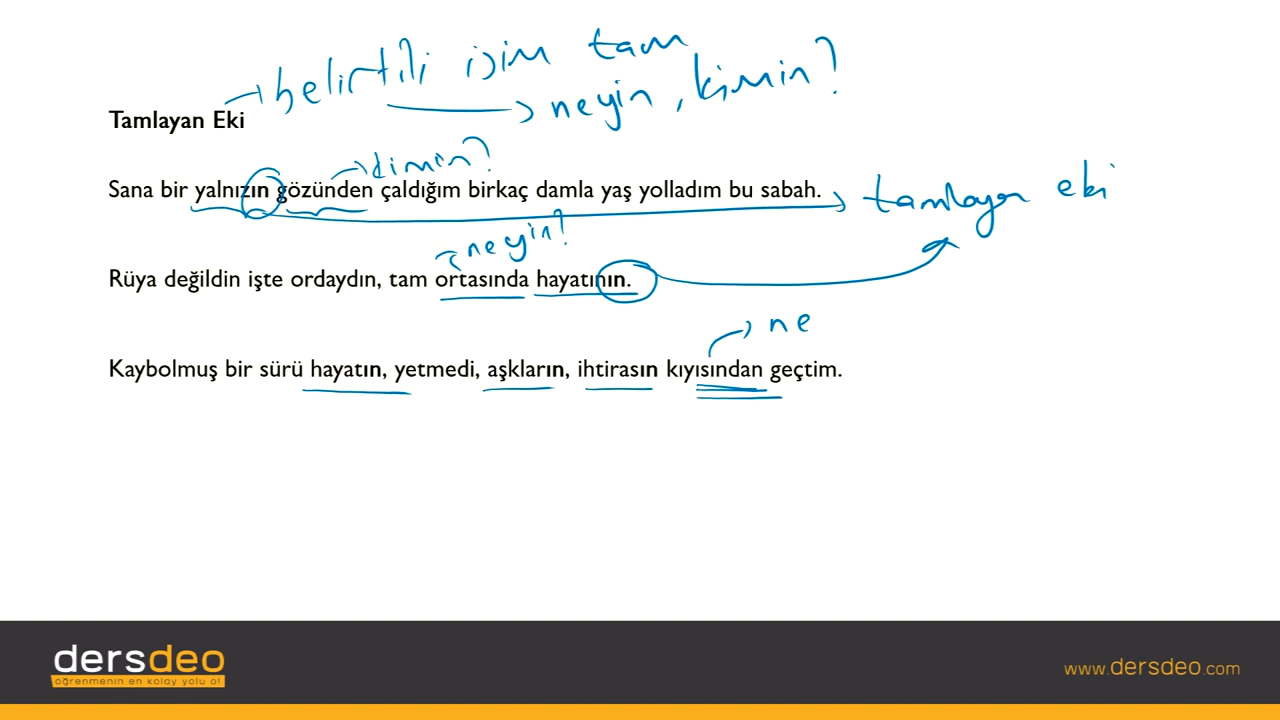 belirtili isim tam
neyin, kimin?
Tamlayan Eki
kimin?
Sana bir yalnızın gözünden çaldığım birkaç damla yaş yolladım bu sabah.
tamlayan eki
neyin?
Rüya değildin işte ordaydın, tam ortasında hayatının.
ne
Kaybolmuş bir sürü hayatın, yetmedi, aşkların, ihtirasın kıyısından geçtim.
dersdeo
öğrenmenin en kolay yolu o!
www.dersdeo.com